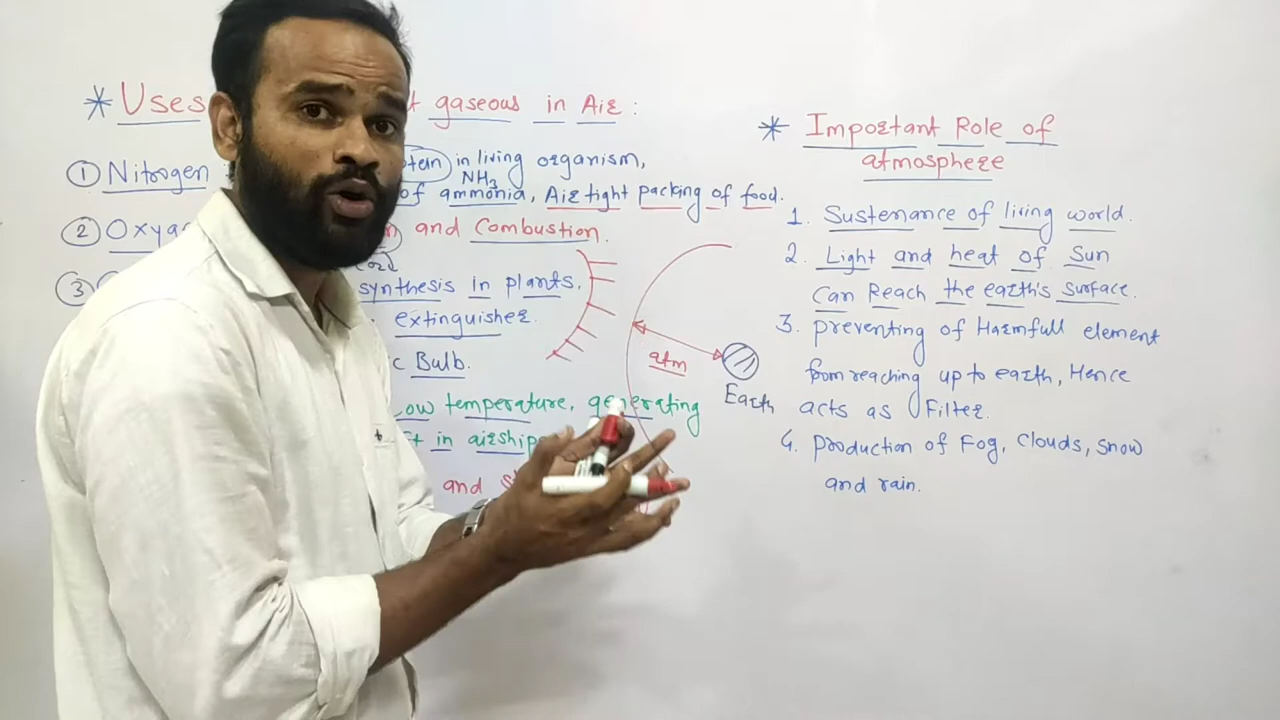 * Uses
gaseous in Air :
① Nitrogen
in living organism,
NH3
of ammonia, Airtight packing of food.
②
and Combustion.
③
synthesis in plants.
extinguisher.
Bulb.
Low temperature, generating
in airship
and
atm
Earth
* Important Role of
atmosphere
1. Sustenance of living world.
2. Light and heat of Sun
Can Reach the earth's surface.
3. preventing of Harmfull element
from reaching up to earth, Hence
acts as Filter.
4. production of Fog, Clouds, snow
and rain.